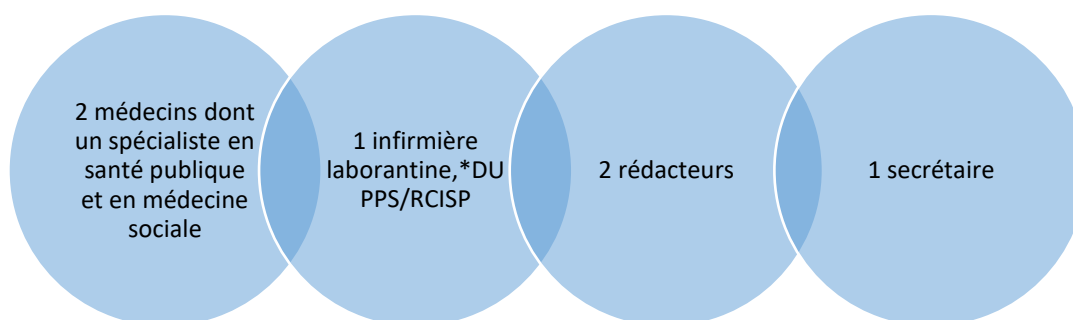 2 médecins dont
un spécialiste en
santé publique
et en médecine
sociale
1 infirmière
laborantine,*DU
PPS/RCISP
2 rédacteurs
1 secrétaire